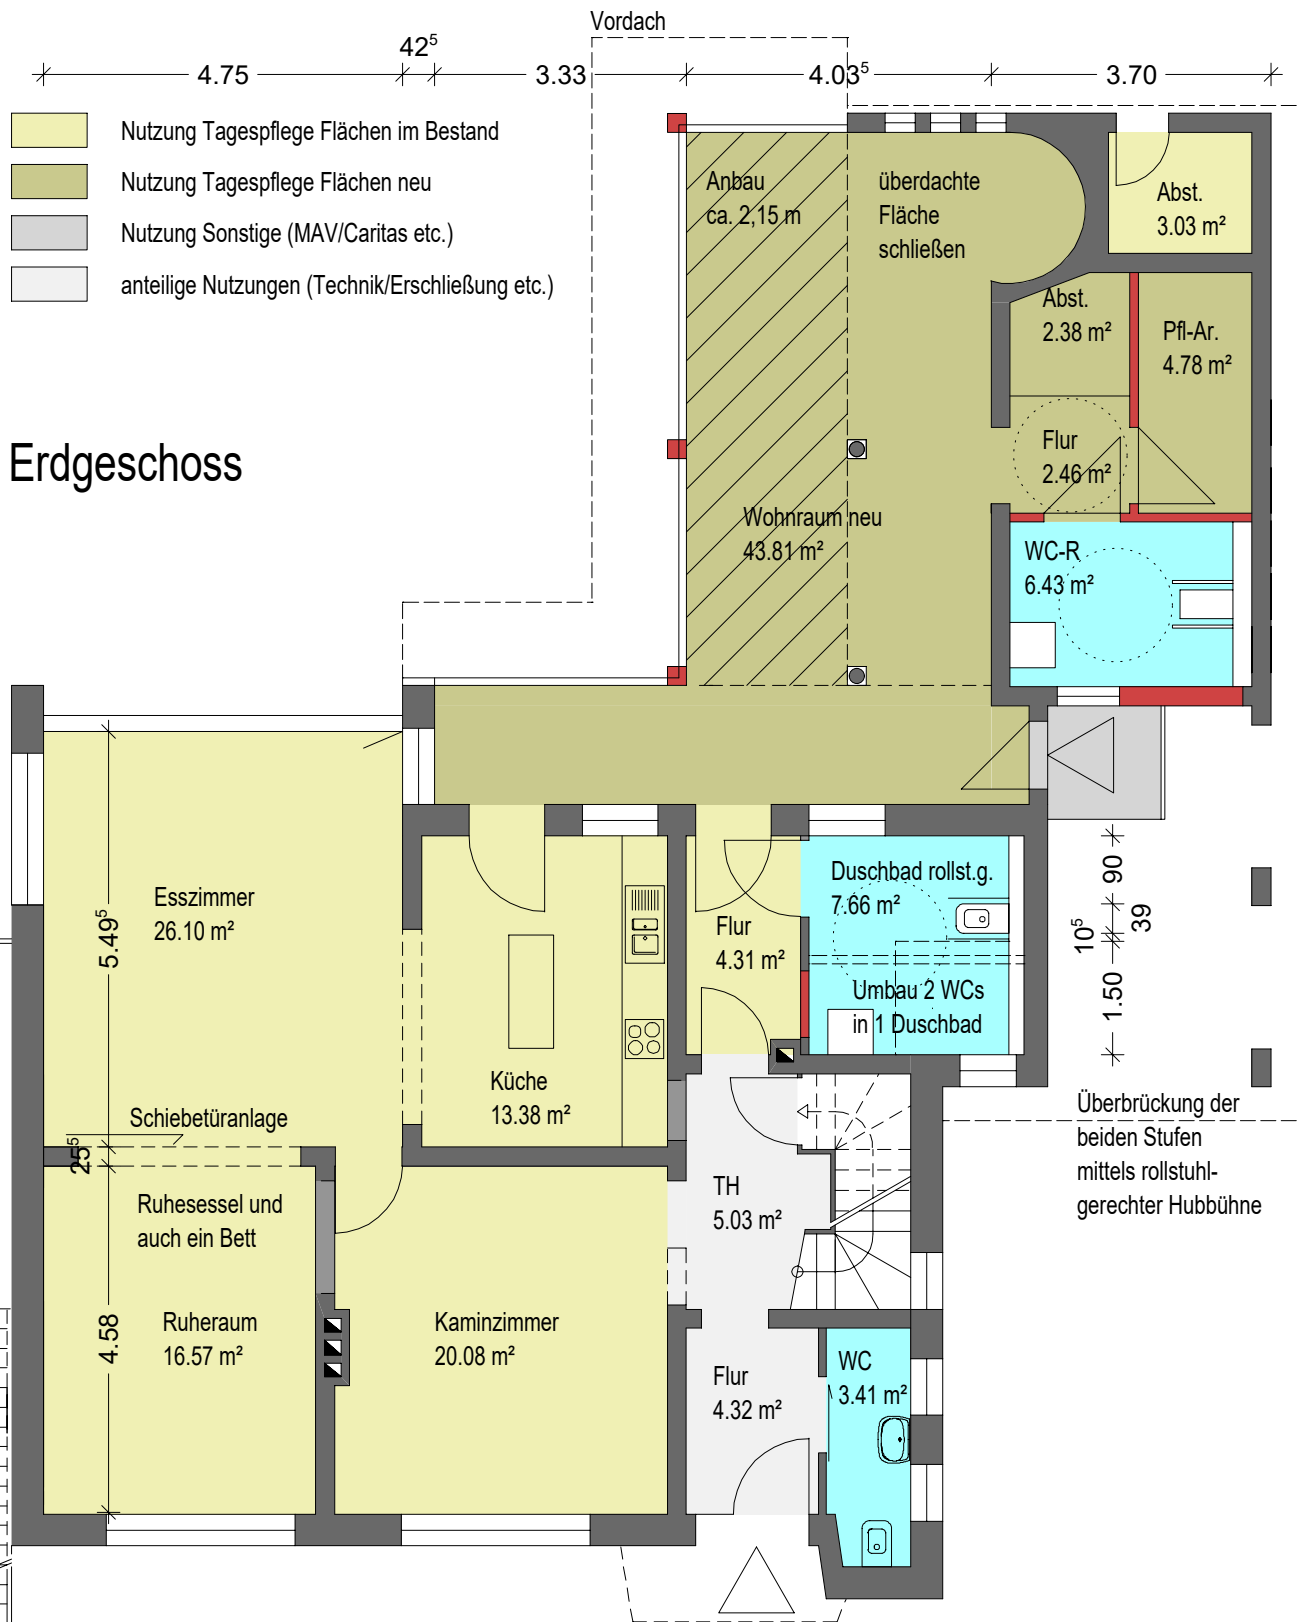 Vordach
42⁵
4.75
3.33
4.03⁵
3.70
Nutzung Tagespflege Flächen im Bestand
Nutzung Tagespflege Flächen neu
Nutzung Sonstige (MAV/Caritas etc.)
anteilige Nutzungen (Technik/Erschließung etc.)
Erdgeschoss
Anbau
ca. 2,15 m
überdachte
Fläche
schließen
Abst.
3.03 m²
Abst.
2.38 m²
Pfl-Ar.
4.78 m²
Flur
2.46 m²
Wohnraum neu
43.81 m²
WC-R
6.43 m²
Esszimmer
26.10 m²
5.49⁵
Duschbad rollst.g.
7.66 m²
Flur
4.31 m²
Umbau 2 WCs
in 1 Duschbad
90
39
10⁵
1.50
Küche
13.38 m²
Schiebetüranlage
25⁵
Überbrückung der
beiden Stufen
mittels rollstuhl-
gerechter Hubbühne
TH
5.03 m²
Ruhesessel und
auch ein Bett
4.58
Ruheraum
16.57 m²
Kaminzimmer
20.08 m²
Flur
4.32 m²
WC
3.41 m²